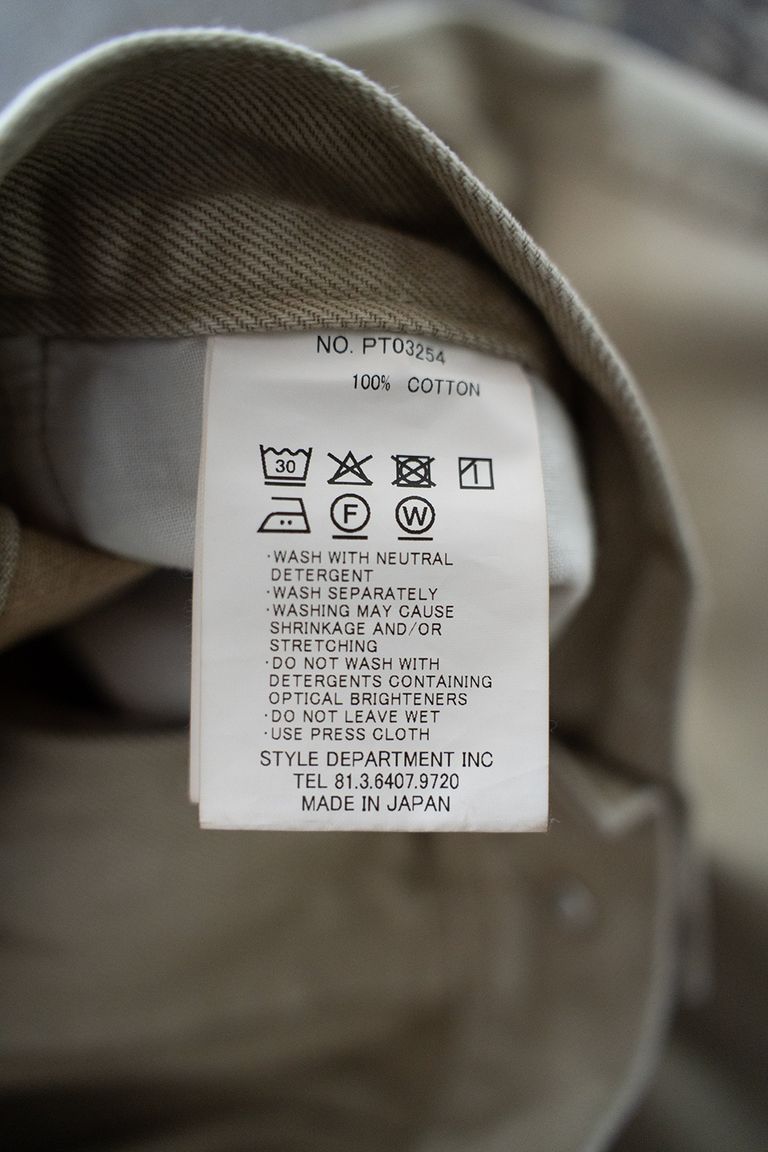 NO. PT03254
100% COTTON
30
1
F W
·WASH WITH NEUTRAL
DETERGENT
·WASH SEPARATELY
·WASHING MAY CAUSE
SHRINKAGE AND/OR
STRETCHING
·DO NOT WASH WITH
DETERGENTS CONTAINING
OPTICAL BRIGHTENERS
·DO NOT LEAVE WET
·USE PRESS CLOTH
STYLE DEPARTMENT INC
TEL 81.3.6407.9720
MADE IN JAPAN